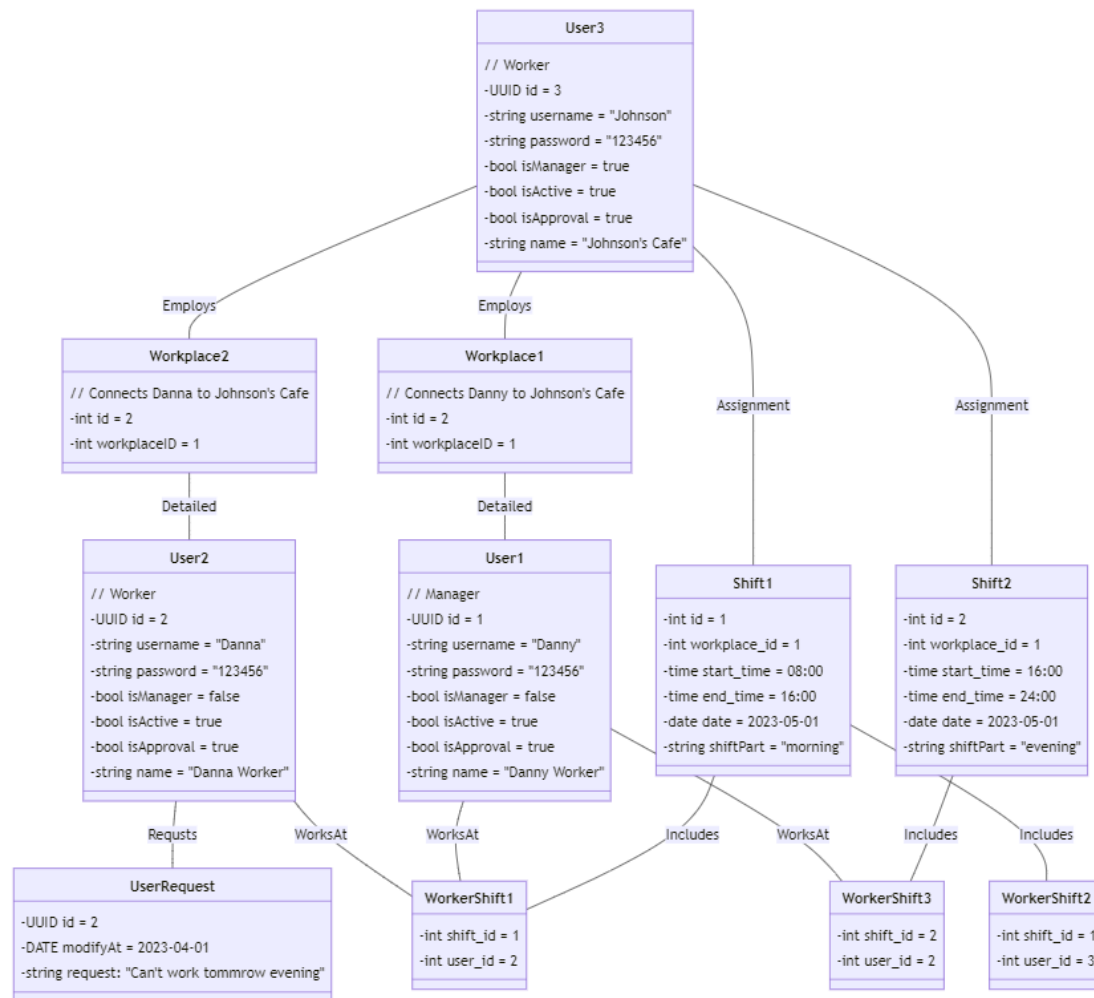 User3
// Worker
-UUID id = 3
-string username = "Johnson"
-string password = "123456"
-bool isManager = true
-bool isActive = true
-bool isApproval = true
-string name = "Johnson's Cafe"
Employs
Employs
Assignment
Assignment
Workplace2
// Connects Danna to Johnson's Cafe
-int id = 2
-int workplaceID = 1
Workplace1
// Connects Danny to Johnson's Cafe
-int id = 2
-int workplaceID = 1
Detailed
Detailed
User2
// Worker
-UUID id = 2
-string username = "Danna"
-string password = "123456"
-bool isManager = false
-bool isActive = true
-bool isApproval = true
-string name = "Danna Worker"
User1
// Manager
-UUID id = 1
-string username = "Danny"
-string password = "123456"
-bool isManager = false
-bool isActive = true
-bool isApproval = true
-string name = "Danny Worker"
Shift1
-int id = 1
-int workplace_id = 1
-time start_time = 08:00
-time end_time = 16:00
-date date = 2023-05-01
-string shiftPart = "morning"
Shift2
-int id = 2
-int workplace_id = 1
-time start_time = 16:00
-time end_time = 24:00
-date date = 2023-05-01
-string shiftPart = "evening"
Requsts
WorksAt
WorksAt
Includes
WorksAt
Includes
Includes
UserRequest
-UUID id = 2
-DATE modifyAt = 2023-04-01
-string request: "Can't work tommrow evening"
WorkerShift1
-int shift_id = 1
-int user_id = 2
WorkerShift3
-int shift_id = 2
-int user_id = 2
WorkerShift2
-int shift_id = 1
-int user_id = 3